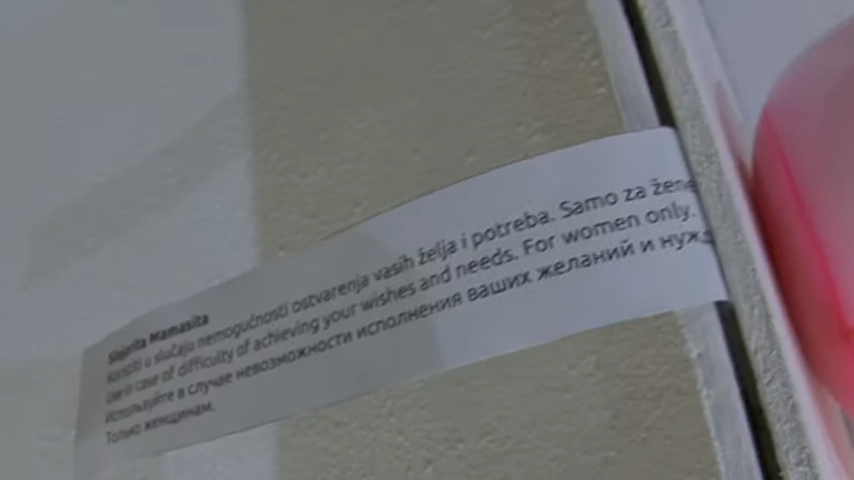 Sinjorita Mamasita
Koristiti u slučaju nemogućnosti ostvarenja vasih želja i potreba. Samo za žene
Use in case of difficulty of achieving your wishes and needs. For women only.
Используйте в случае невозможности исполнения ваших желаний и нужд
Только женщинам.